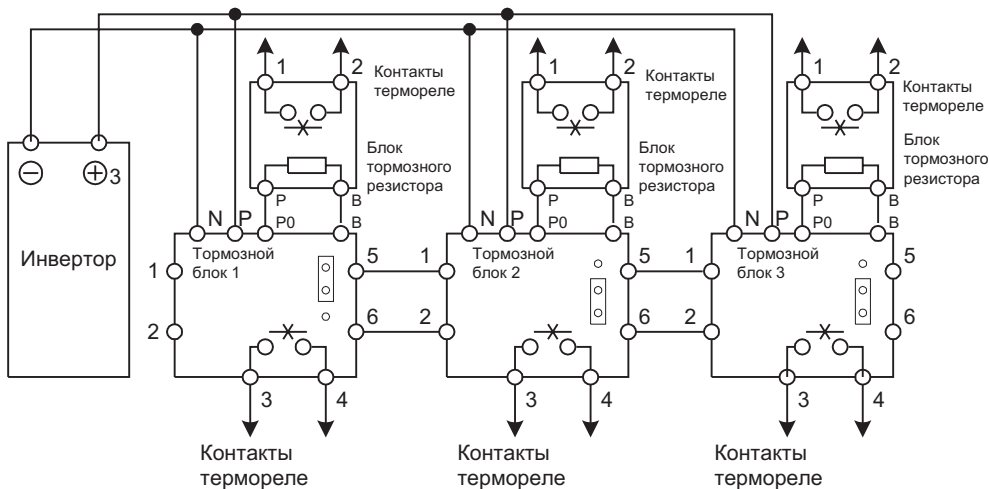 1
2
Контакты
термореле
Блок
тормозного
резистора
P
B
N
P
P0
B
1
2
Контакты
термореле
Блок
тормозного
резистора
P
B
N
P
P0
B
1
2
Контакты
термореле
Блок
тормозного
резистора
P
B
N
P
P0
B
−
+
3
Инвертор
Тормозной
блок 1
1
2
5
6
3
4
Контакты
термореле
Тормозной
блок 2
1
2
5
6
3
4
Контакты
термореле
Тормозной
блок 3
1
2
5
6
3
4
Контакты
термореле